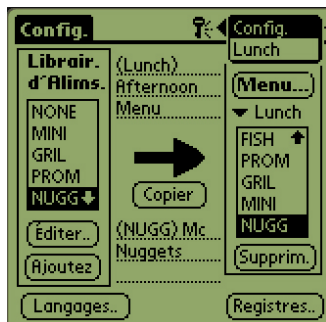 Config.
Config.
Lunch
Librair.
d´Alims.
NONE
MINI
GRIL
PROM
NUGG
Éditer..
Ajoutez
(Lunch)
Afternoon
Menu
Copier
(NUGG) Mc
Nuggets
Menu...
Lunch
FISH
PROM
GRIL
MINI
NUGG
Supprim.
Langages..
Registres..